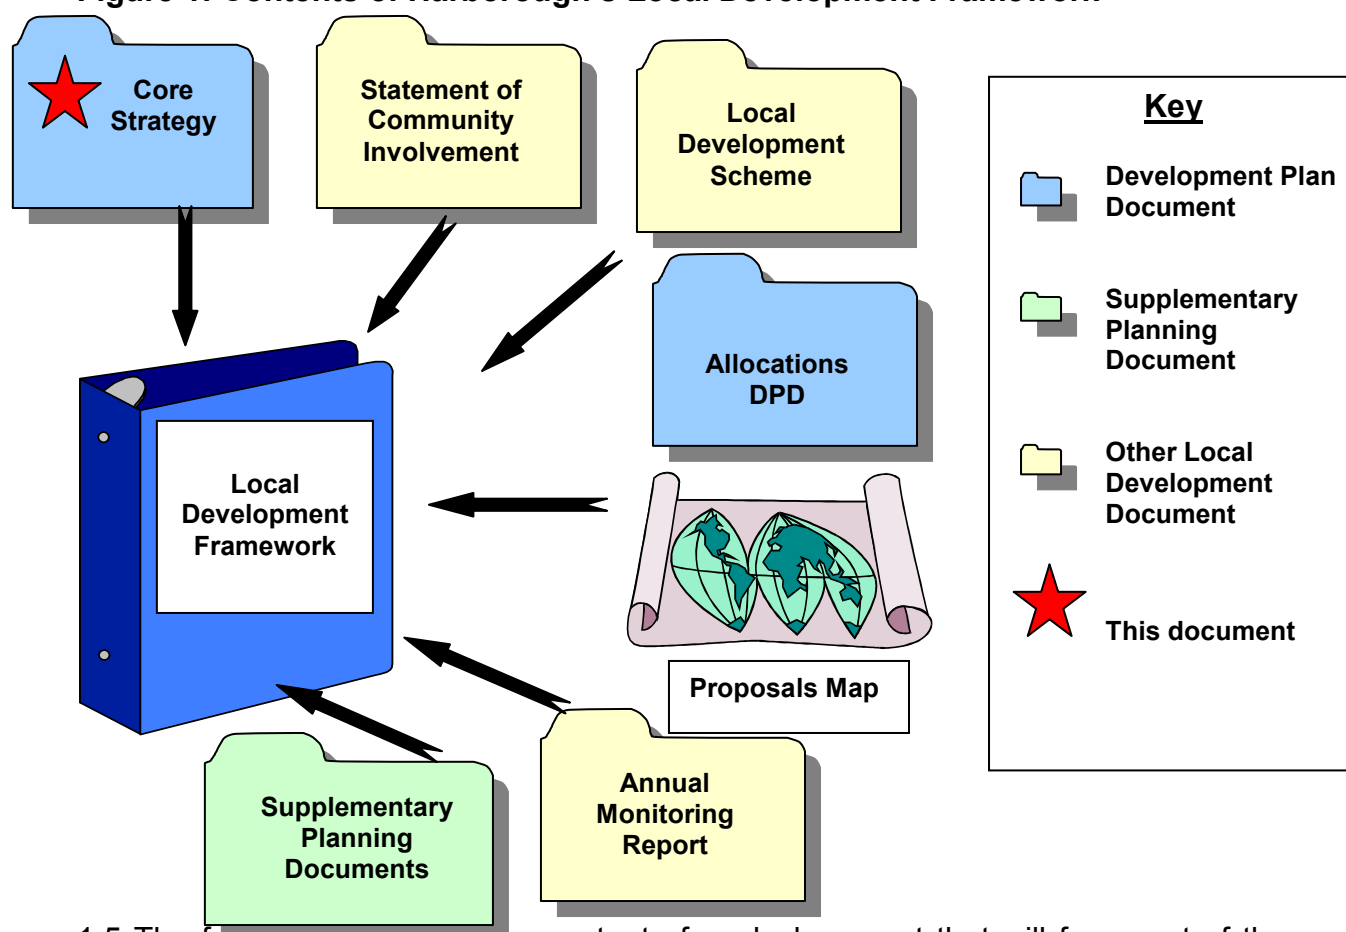 Core
Strategy
Statement of
Community
Involvement
Local
Development
Scheme
Key
Development Plan
Document
Supplementary
Planning
Document
Other Local
Development
Document
This document
Allocations
DPD
Local
Development
Framework
Proposals Map
Annual
Monitoring
Report
Supplementary
Planning
Documents